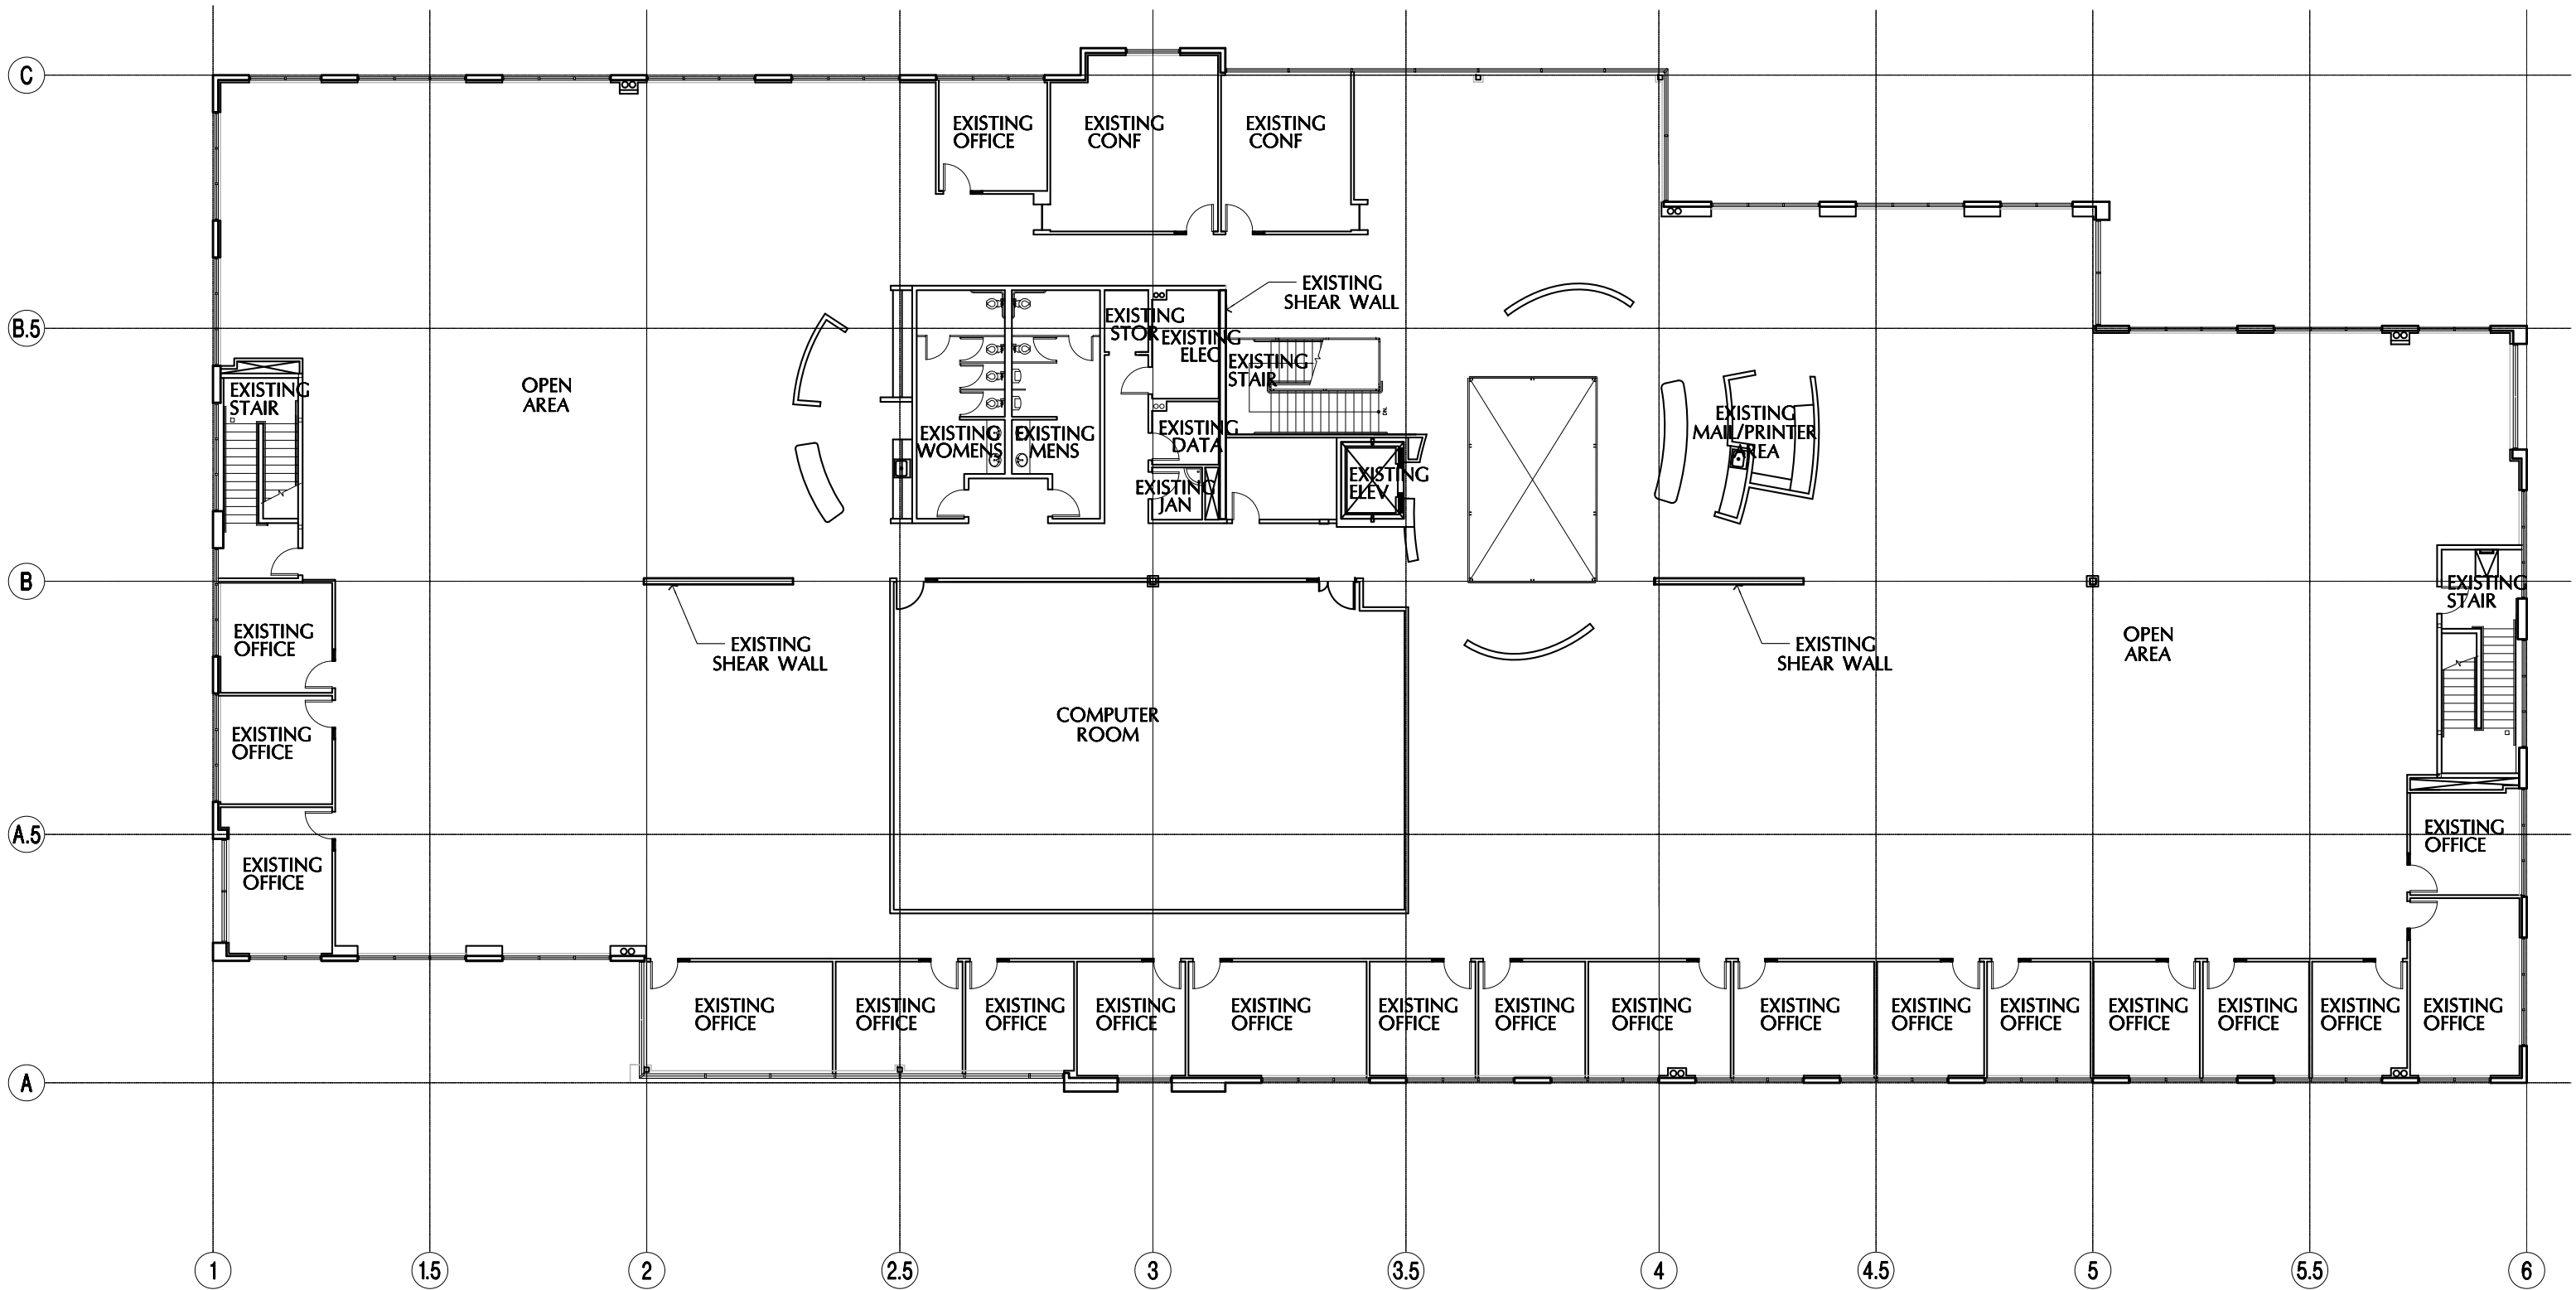 C
EXISTING
OFFICE
EXISTING
CONF
EXISTING
CONF
EXISTING
SHEAR WALL
B.5
EXISTING
STOR
EXISTING
ELEC
EXISTING
STAIR
EXISTING
STAIR
OPEN
AREA
DN.
EXISTING
WOMENS
EXISTING
MENS
EXISTING
DATA
EXISTING
MAIL/PRINTER
AREA
EXISTING
JAN
EXISTING
ELEV
B
EXISTING
STAIR
EXISTING
OFFICE
EXISTING
SHEAR WALL
EXISTING
SHEAR WALL
OPEN
AREA
EXISTING
OFFICE
COMPUTER
ROOM
A.5
EXISTING
OFFICE
EXISTING
OFFICE
EXISTING
OFFICE
EXISTING
OFFICE
EXISTING
OFFICE
EXISTING
OFFICE
EXISTING
OFFICE
EXISTING
OFFICE
EXISTING
OFFICE
EXISTING
OFFICE
EXISTING
OFFICE
EXISTING
OFFICE
EXISTING
OFFICE
EXISTING
OFFICE
EXISTING
OFFICE
EXISTING
OFFICE
EXISTING
OFFICE
A
1
1.5
2
2.5
3
3.5
4
4.5
5
5.5
6